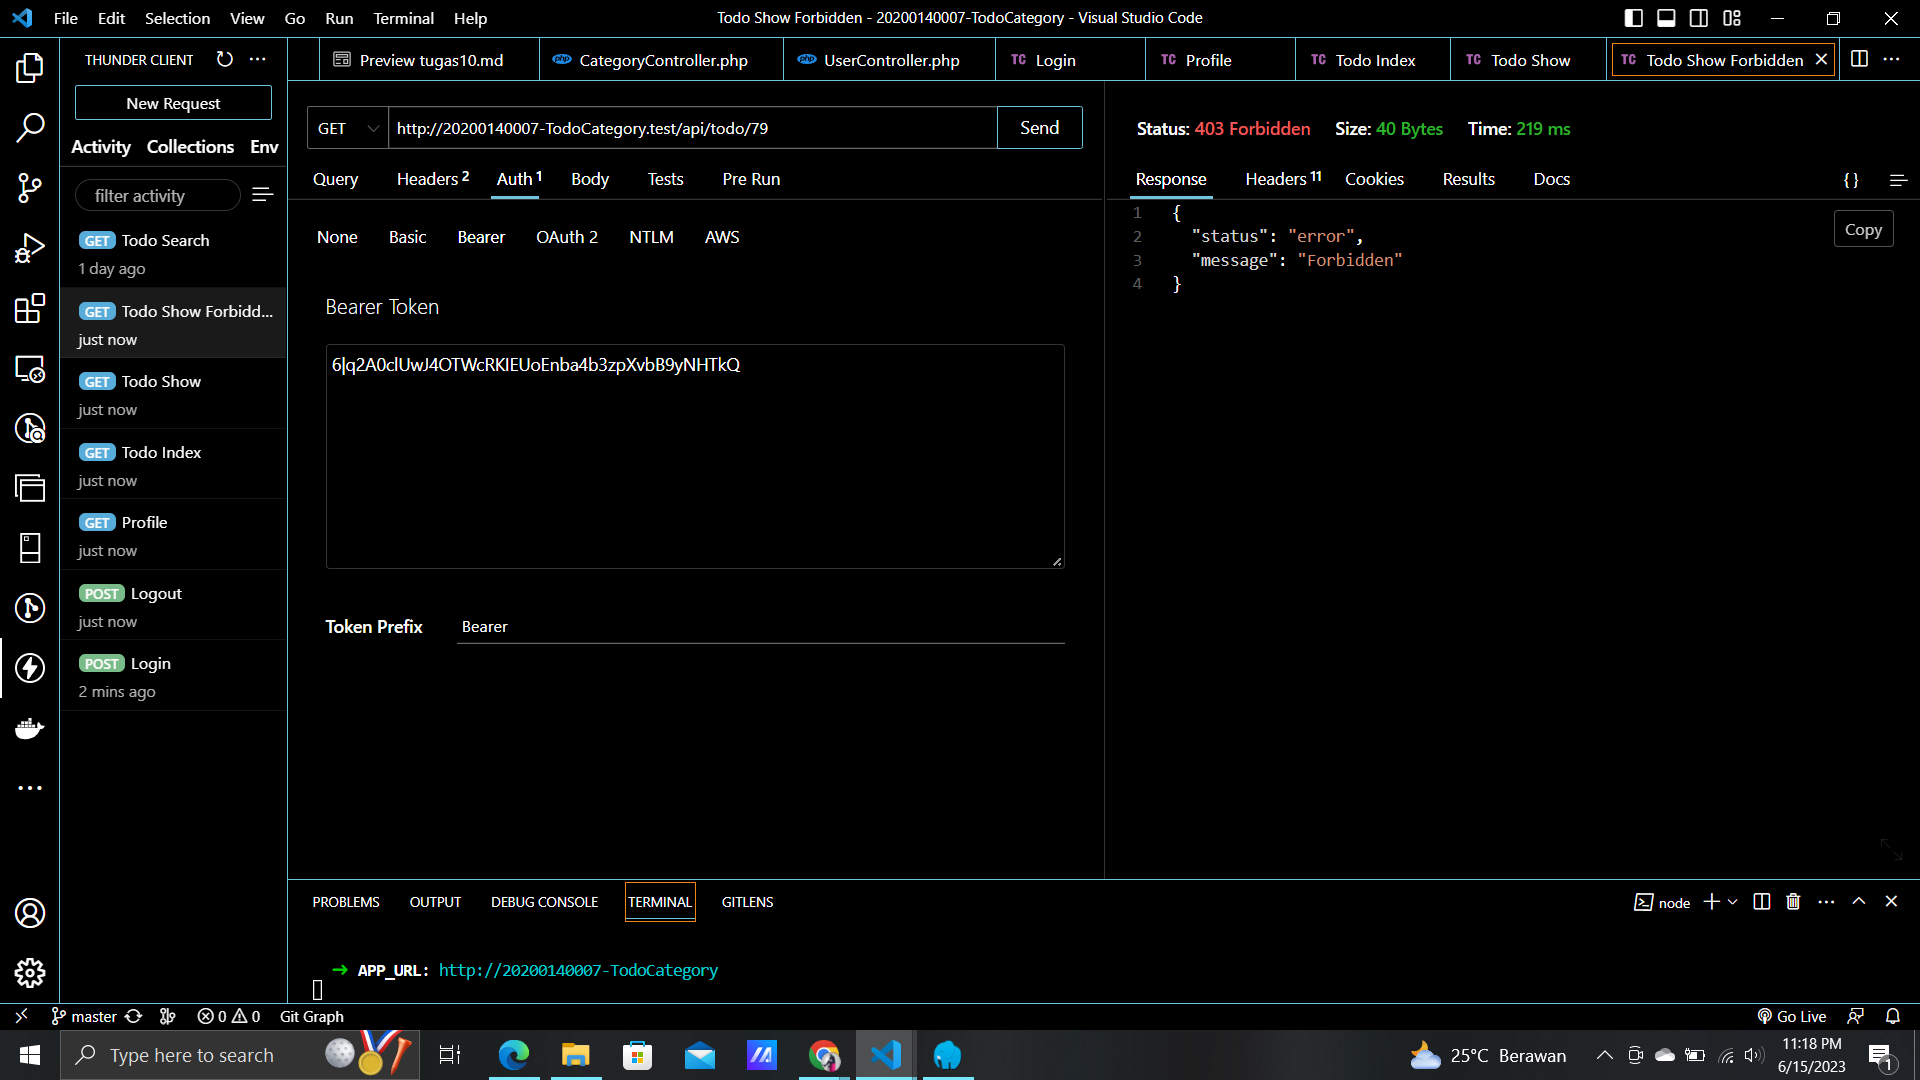 File Edit Selection View Go Run Terminal Help
Todo Show Forbidden - 20200140007-TodoCategory - Visual Studio Code
THUNDER CLIENT
New Request
Activity Collections Env
filter activity
GET Todo Search
1 day ago
GET Todo Show Forbidd...
just now
GET Todo Show
just now
GET Todo Index
just now
GET Profile
just now
POST Logout
just now
POST Login
2 mins ago
Preview tugas10.md
php CategoryController.php
php UserController.php
TC Login
TC Profile
TC Todo Index
TC Todo Show
TC Todo Show Forbidden
GET http://20200140007-TodoCategory.test/api/todo/79 Send
Query Headers 2 Auth 1 Body Tests Pre Run
None Basic Bearer OAuth 2 NTLM AWS
Bearer Token
6|q2A0clUwJ4OTWcRKIEUoEnba4b3zpXvbB9yNHTkQ
Token Prefix Bearer
Status: 403 Forbidden Size: 40 Bytes Time: 219 ms
Response Headers 11 Cookies Results Docs { }
Copy
1 {
2 "status": "error",
3 "message": "Forbidden"
4 }
PROBLEMS OUTPUT DEBUG CONSOLE TERMINAL GITLENS
node
➜ APP_URL: http://20200140007-TodoCategory
master 0 0 Git Graph
Go Live
Type here to search
25°C Berawan
11:18 PM
6/15/2023
1